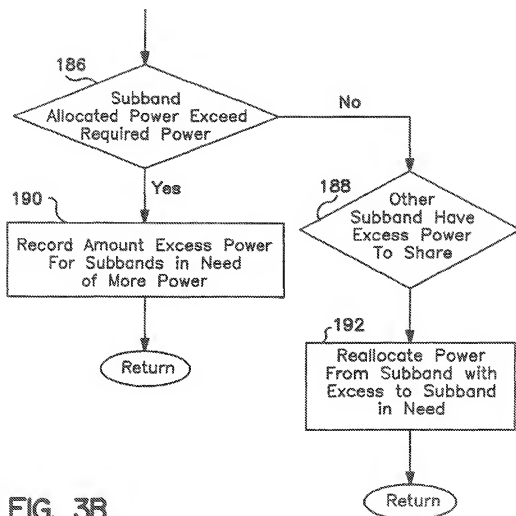 186
Subband
Allocated Power Exceed
Required Power
No
Yes
188
Other
Subband Have
Excess Power
To Share
190
Record Amount Excess Power
For Subbands in Need
of More Power
192
Reallocate Power
From Subband with
Excess to Subband
in Need
Return
Return
FIG. 3B